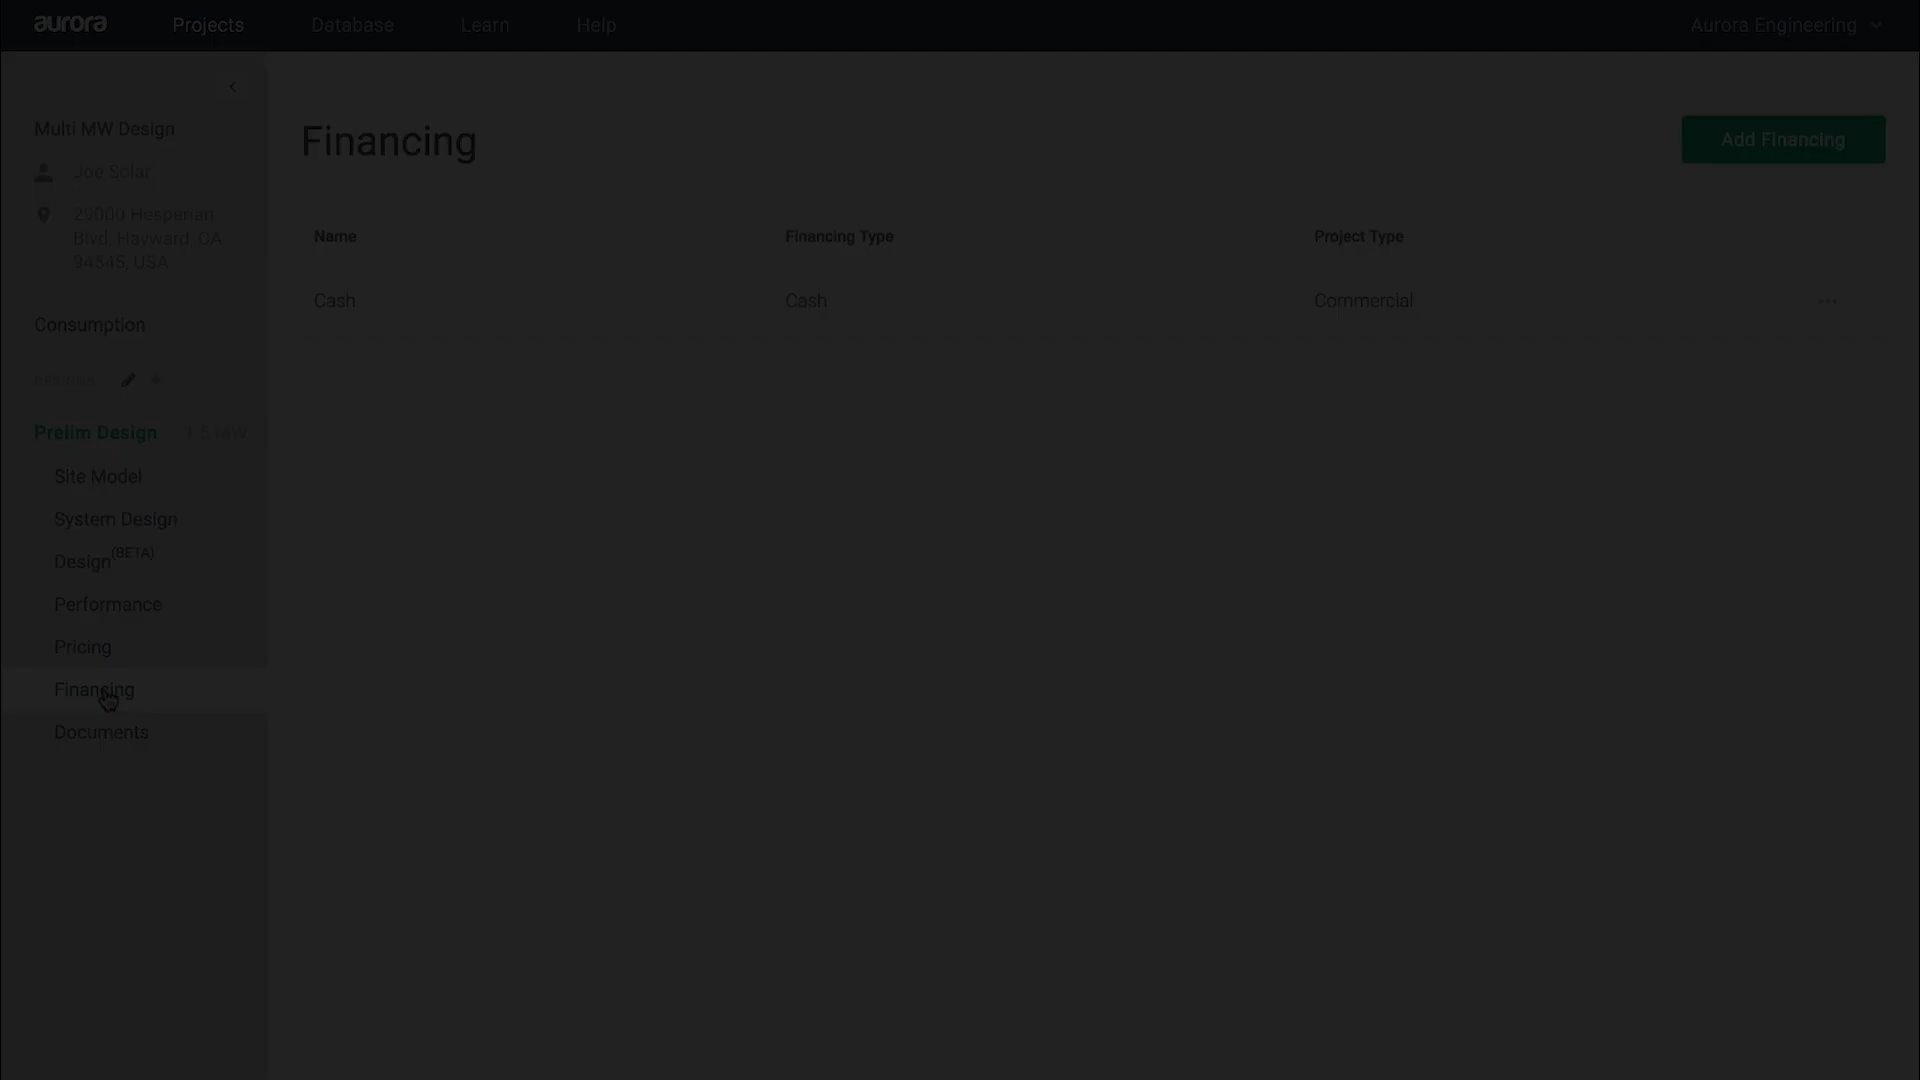 aurora
Projects
Database
Learn
Help
Aurora Engineering
Multi MW Design
Joe Solar
29000 Hesperian
Blvd, Hayward, CA
94545, USA
Consumption
Prelim Design 1.5 MW
Site Model
System Design
Design (BETA)
Performance
Pricing
Financing
Documents
Financing
Add Financing
Name
Financing Type
Project Type
Cash
Cash
Commercial